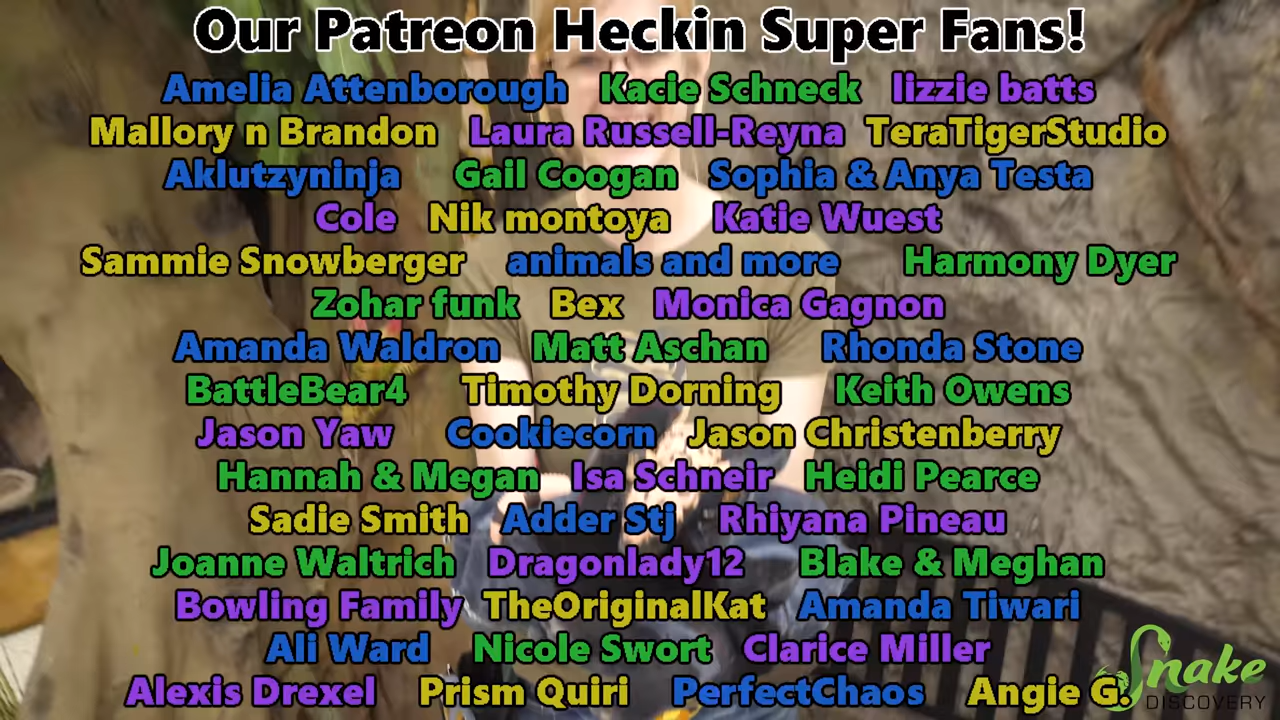 Our Patreon Heckin Super Fans!
Amelia Attenborough Kacie Schneck lizzie batts
Mallory n Brandon Laura Russell-Reyna TeraTigerStudio
Aklutzyninja Gail Coogan Sophia & Anya Testa
Cole Nik montoya Katie Wuest
Sammie Snowberger animals and more Harmony Dyer
Zohar funk Bex Monica Gagnon
Amanda Waldron Matt Aschan Rhonda Stone
BattleBear4 Timothy Dorning Keith Owens
Jason Yaw Cookiecorn Jason Christenberry
Hannah & Megan Isa Schneir Heidi Pearce
Sadie Smith Adder Stj Rhiyana Pineau
Joanne Waltrich Dragonlady12 Blake & Meghan
Bowling Family TheOriginalKat Amanda Tiwari
Ali Ward Nicole Swort Clarice Miller
Alexis Drexel Prism Quiri PerfectChaos Angie G.
Snake
DISCOVERY